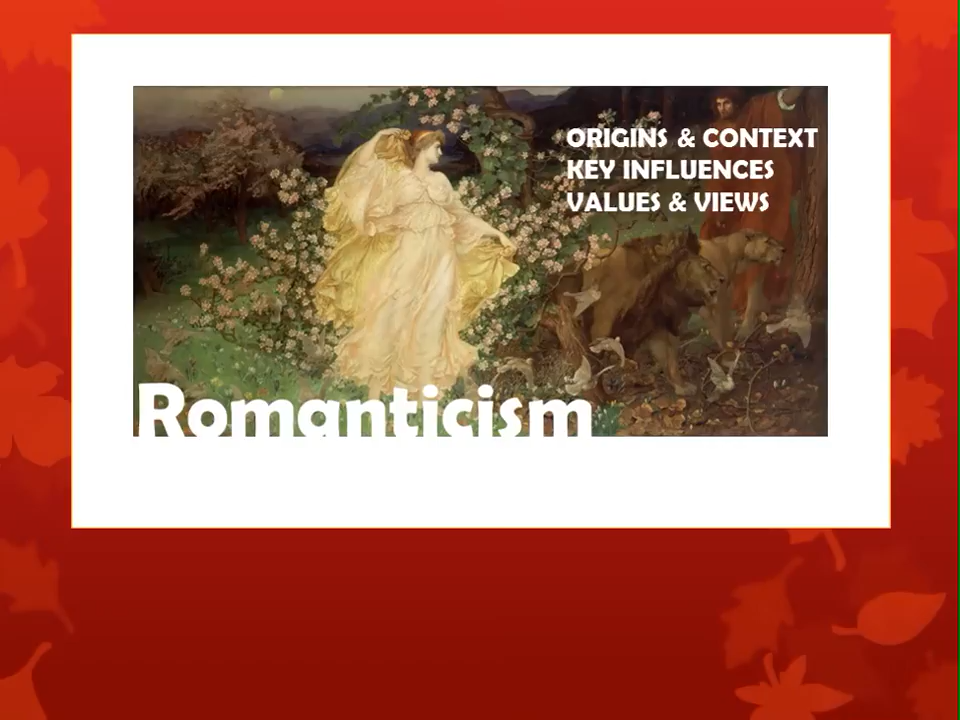 ORIGINS & CONTEXT
KEY INFLUENCES
VALUES & VIEWS
Romanticism